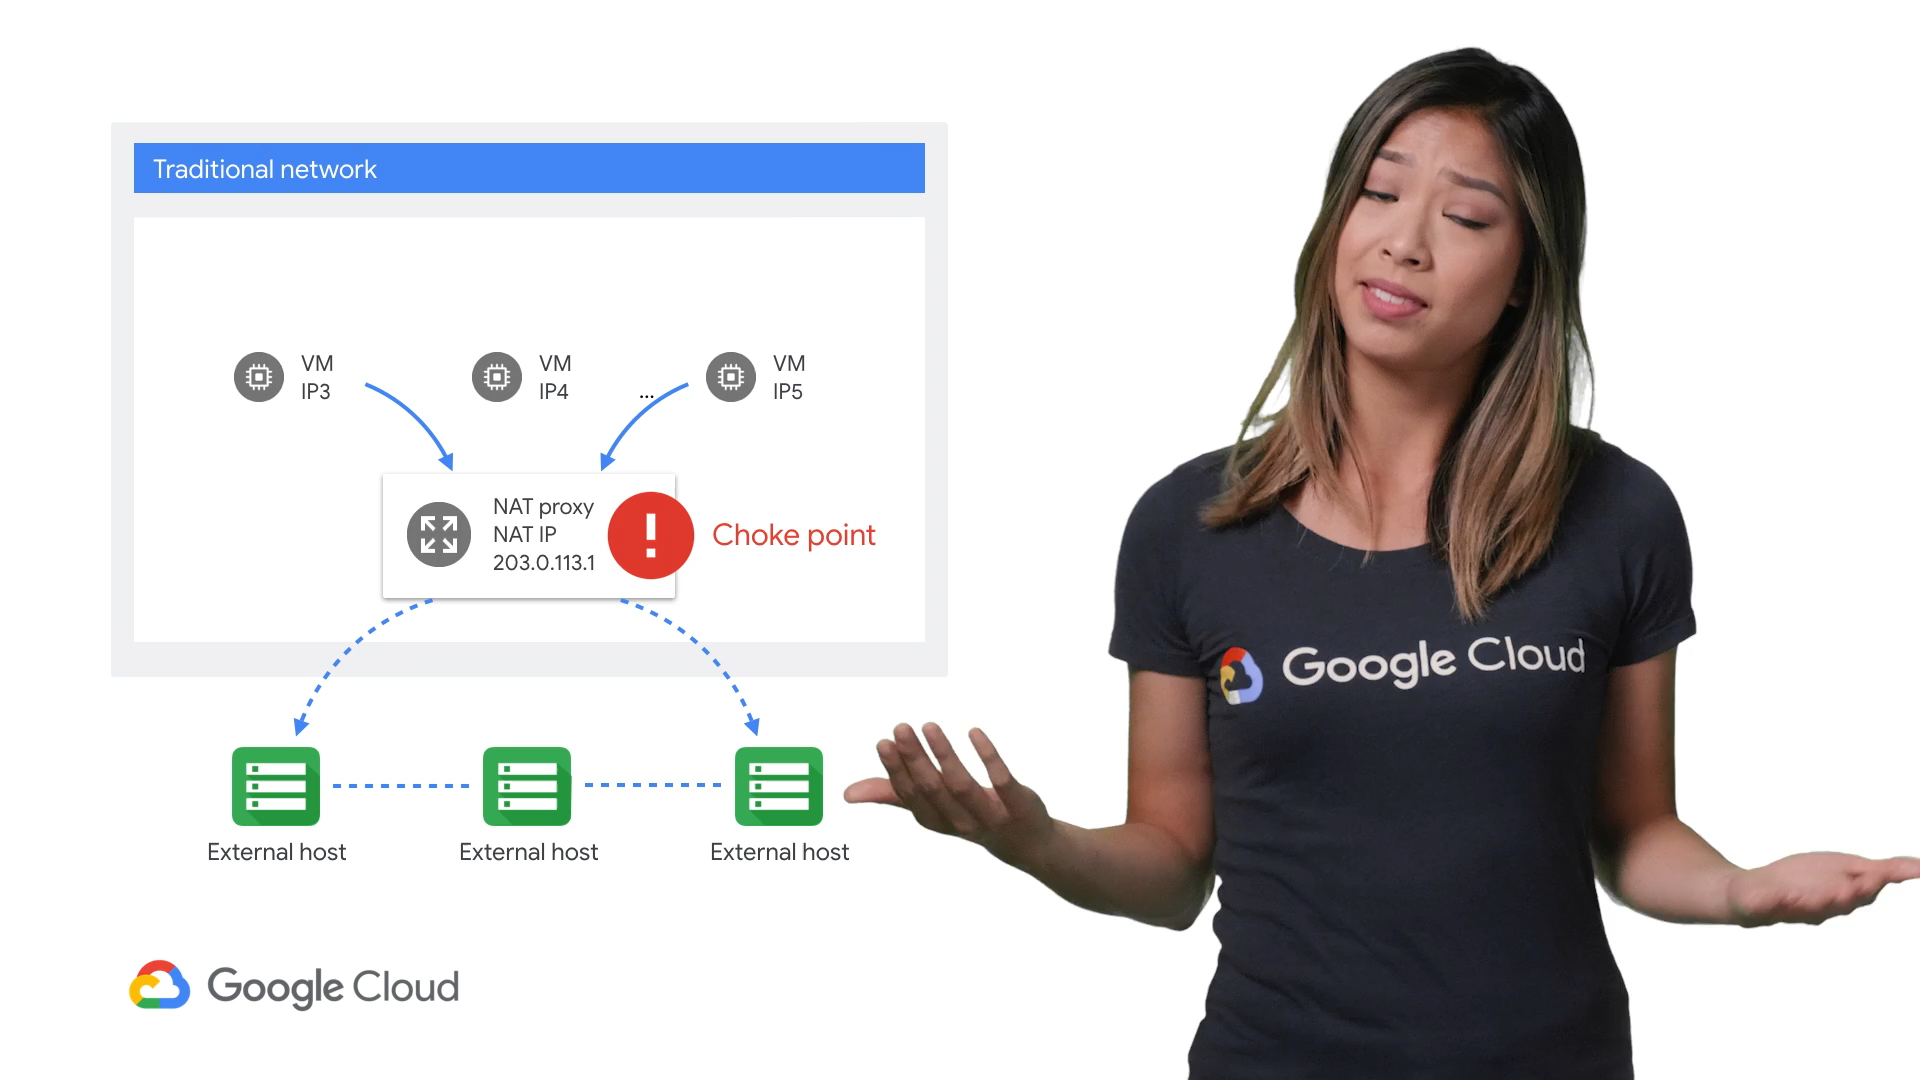 Traditional network
VM
IP3
VM
IP4
...
VM
IP5
NAT proxy
NAT IP
203.0.113.1
!
Choke point
External host
External host
External host
Google Cloud
Google Cloud